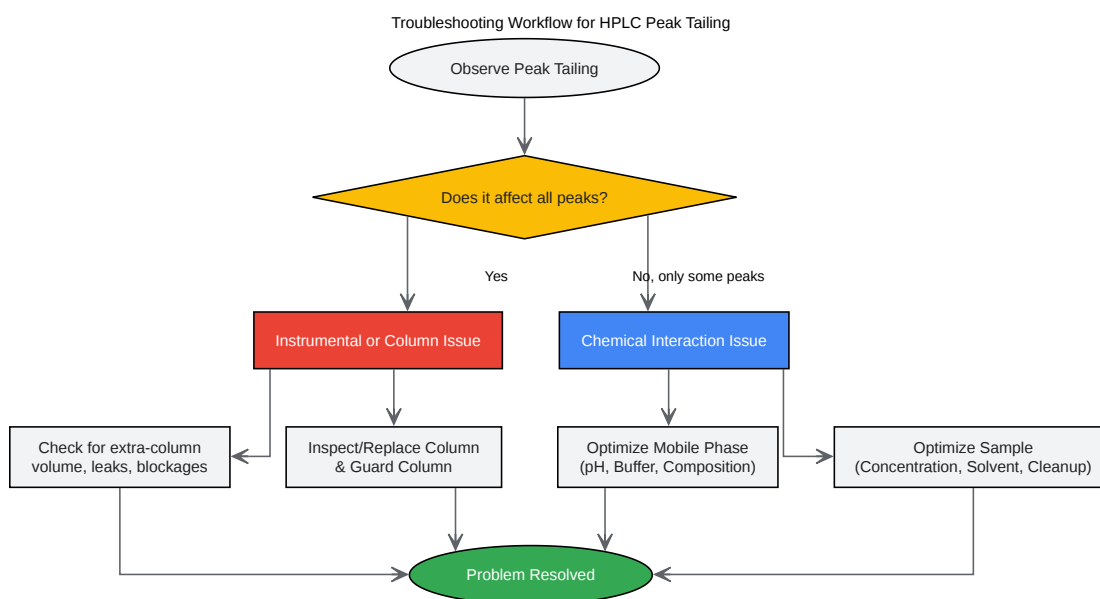 Troubleshooting Workflow for HPLC Peak Tailing
Observe Peak Tailing
Does it affect all peaks?
Yes
No, only some peaks
Instrumental or Column Issue
Chemical Interaction Issue
Check for extra-column
volume, leaks, blockages
Inspect/Replace Column
& Guard Column
Optimize Mobile Phase
(pH, Buffer, Composition)
Optimize Sample
(Concentration, Solvent, Cleanup)
Problem Resolved